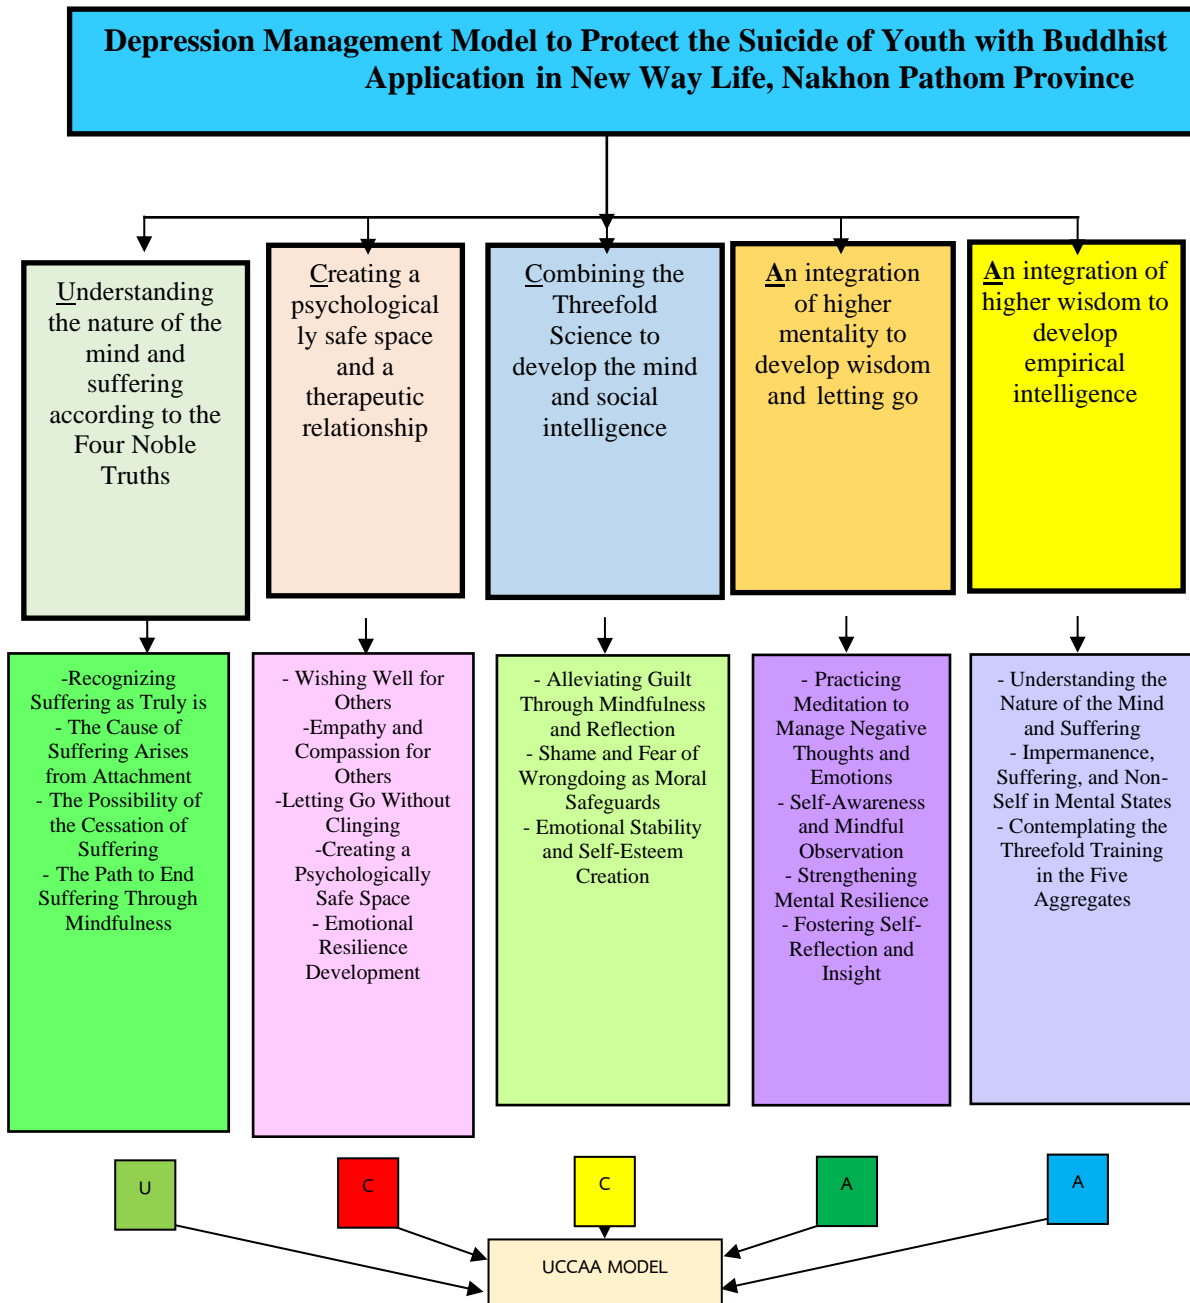 Depression Management Model to Protect the Suicide of Youth with Buddhist
Application in New Way Life, Nakhon Pathom Province
Understanding
the nature of the
mind and
suffering
according to the
Four Noble
Truths
Creating a
psychological
ly safe space
and a
therapeutic
relationship
Combining the
Threefold
Science to
develop the mind
and social
intelligence
An integration
of higher
mentality to
develop wisdom
and letting go
An integration of
higher wisdom to
develop
empirical
intelligence
-Recognizing
Suffering as Truly is
- The Cause of
Suffering Arises
from Attachment
- The Possibility of
the Cessation of
Suffering
- The Path to End
Suffering Through
Mindfulness
- Wishing Well for
Others
-Empathy and
Compassion for
Others
-Letting Go Without
Clinging
-Creating a
Psychologically
Safe Space
- Emotional
Resilience
Development
- Alleviating Guilt
Through Mindfulness
and Reflection
- Shame and Fear of
Wrongdoing as Moral
Safeguards
- Emotional Stability
and Self-Esteem
Creation
- Practicing
Meditation to
Manage Negative
Thoughts and
Emotions
- Self-Awareness
and Mindful
Observation
- Strengthening
Mental Resilience
- Fostering Self-
Reflection and
Insight
- Understanding the
Nature of the Mind
and Suffering
- Impermanence,
Suffering, and Non-
Self in Mental States
- Contemplating the
Threefold Training
in the Five
Aggregates
U
C
C
A
A
UCCAA MODEL